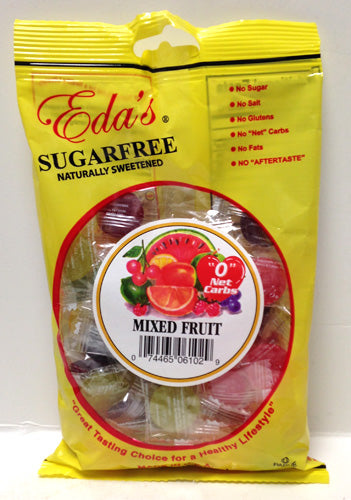 Eda's®
SUGARFREE
NATURALLY SWEETENED
• No Sugar
• No Salt
• No Glutens
• No "Net" Carbs
• No Fats
• NO "AFTERTASTE"
"0"
Net
Carbs
MIXED FRUIT
0 74465 06102 9
"Great Tasting Choice for a Healthy Lifestyle"